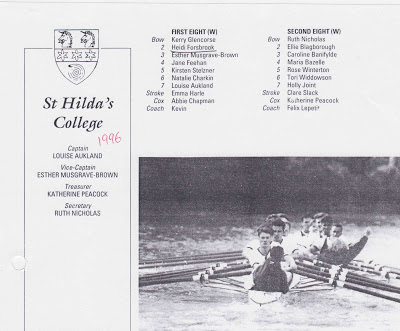 St Hilda's
College
1996
Captain
LOUISE AUKLAND
Vice-Captain
ESTHER MUSGRAVE-BROWN
Treasurer
KATHERINE PEACOCK
Secretary
RUTH NICHOLAS
FIRST EIGHT (W)
Bow Kerry Glencorse
2 Heidi Forsbrook
3 Esther Musgrave-Brown
4 Jane Feehan
5 Kirsten Stelzner
6 Natalie Charkin
7 Louise Aukland
Stroke Emma Harle
Cox Abbie Chapman
Coach Kevin
SECOND EIGHT (W)
Bow Ruth Nicholas
2 Ellie Blagborough
3 Caroline Banifylde
4 Maria Bazelle
5 Rose Winterton
6 Tori Widdowson
7 Holly Joint
Stroke Clare Slack
Cox Katherine Peacock
Coach Felix Lepetir